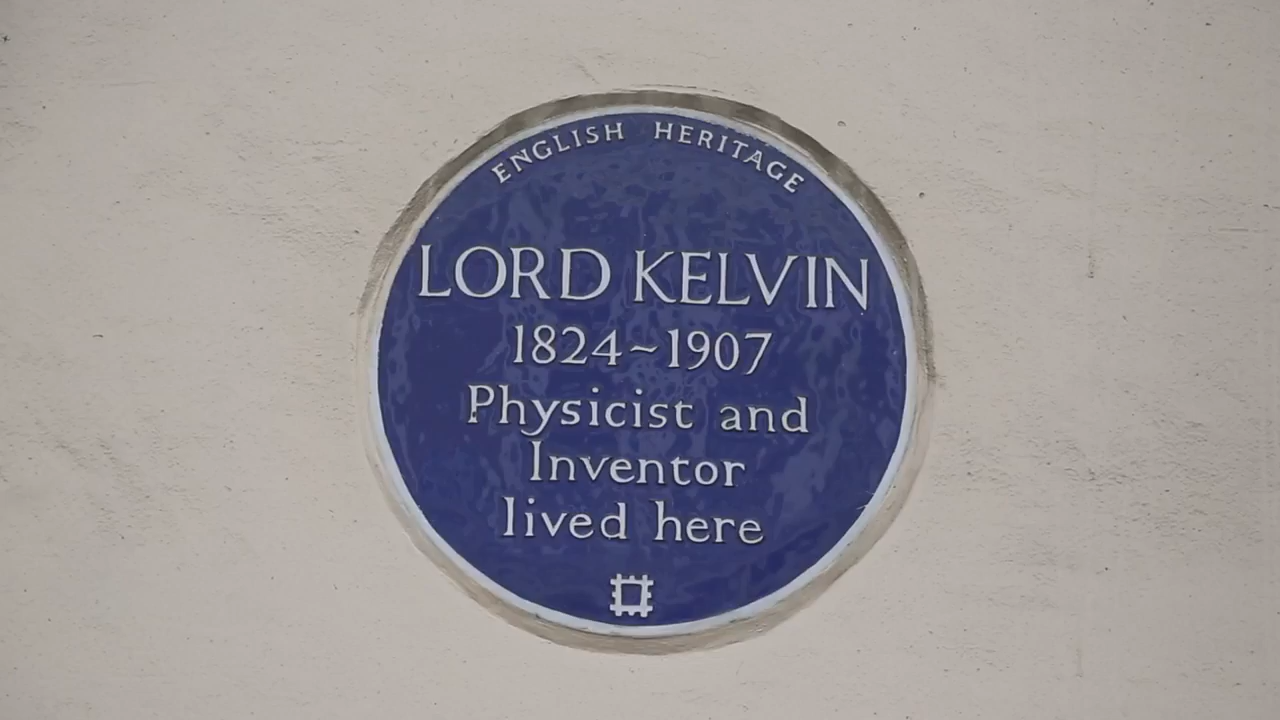 ENGLISH HERITAGE
LORD KELVIN
1824~1907
Physicist and
Inventor
lived here